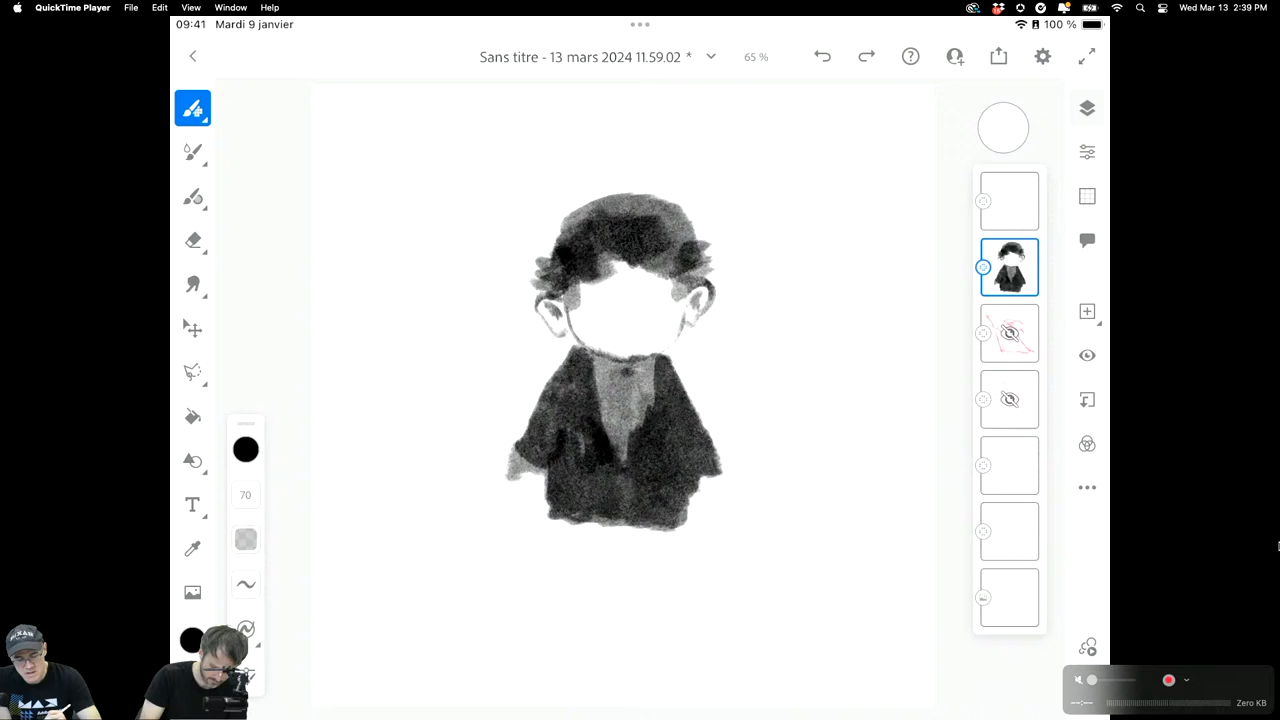 QuickTime Player File Edit View Window Help
Wed Mar 13 2:39 PM
09:41 Mardi 9 janvier
100 %
Sans titre - 13 mars 2024 11.59.02 *
65 %
70
T
PIXAR
Zero KB
--:--